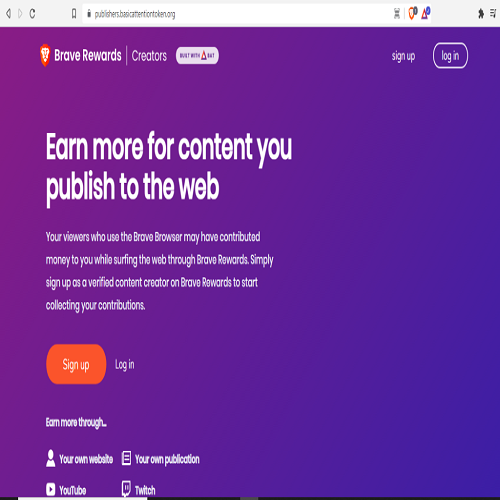 publishers.basicattentiontoken.org
Brave Rewards | Creators BUILT WITH BAT
sign up
log in
Earn more for content you
publish to the web
Your viewers who use the Brave Browser may have contributed
money to you while surfing the web through Brave Rewards. Simply
sign up as a verified content creator on Brave Rewards to start
collecting your contributions.
Sign up
Log in
Earn more through...
Your own website
Your own publication
YouTube
Twitch